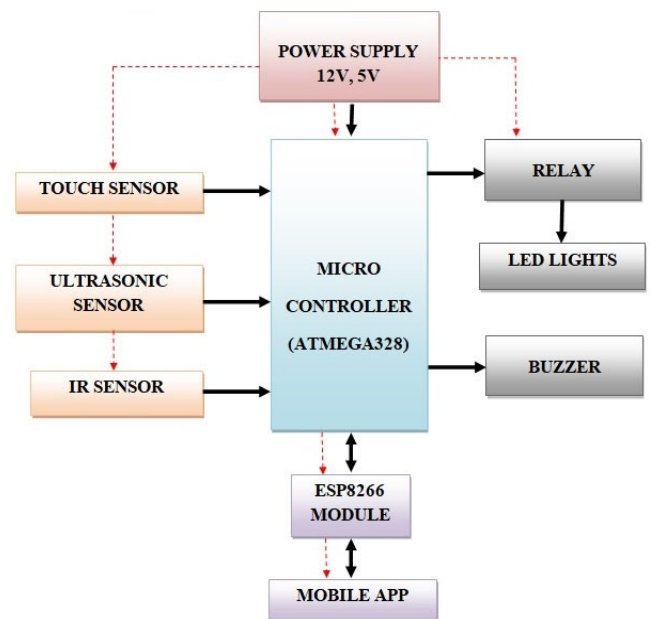 POWER SUPPLY
12V, 5V
TOUCH SENSOR
ULTRASONIC
SENSOR
IR SENSOR
MICRO
CONTROLLER
(ATMEGA328)
RELAY
LED LIGHTS
BUZZER
ESP8266
MODULE
MOBILE APP